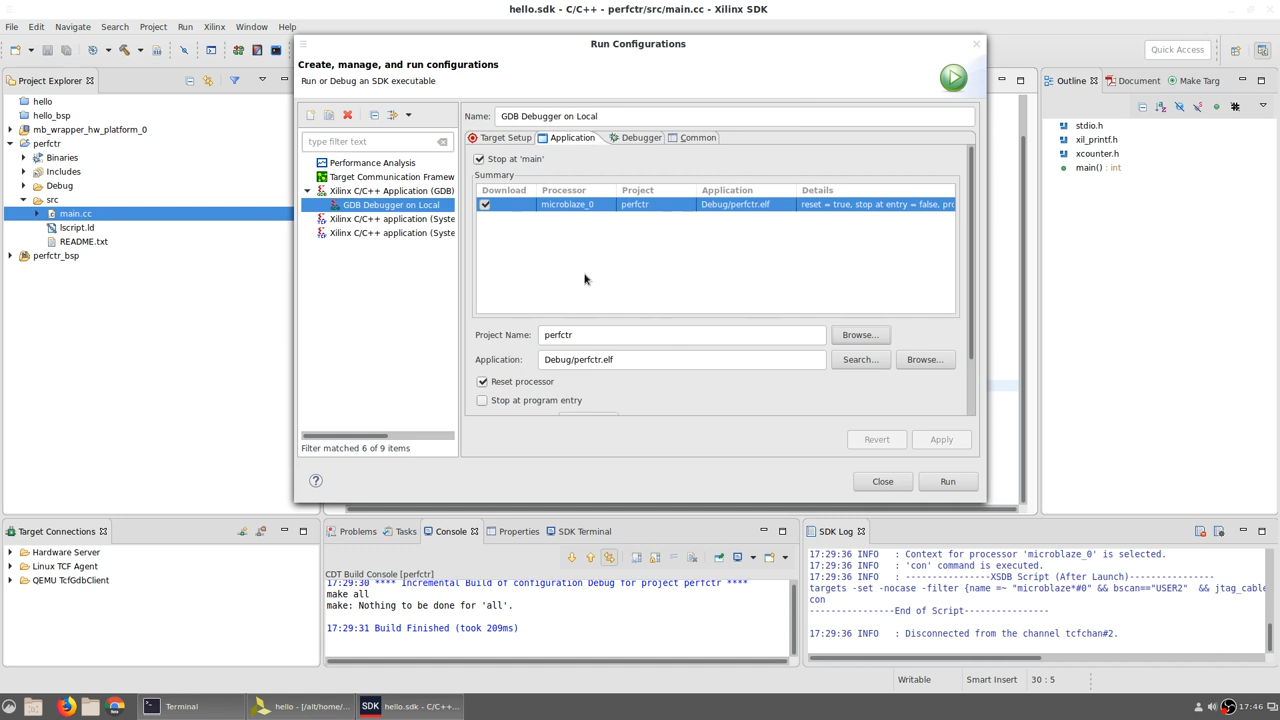 hello.sdk - C/C++ - perfctr/src/main.cc - Xilinx SDK
File Edit Navigate Search Project Run Xilinx Window Help
Quick Access
Project Explorer
hello
hello_bsp
mb_wrapper_hw_platform_0
perfctr
Binaries
Includes
Debug
src
main.cc
lscript.ld
README.txt
perfctr_bsp
Run Configurations
Create, manage, and run configurations
Run or Debug an SDK executable
type filter text
Performance Analysis
Target Communication Framew
Xilinx C/C++ Application (GDB)
GDB Debugger on Local
Xilinx C/C++ application (Syste
Xilinx C/C++ application (Syste
Filter matched 6 of 9 items
Name: GDB Debugger on Local
Target Setup Application Debugger Common
Stop at 'main'
Summary
Download Processor Project Application Details
microblaze_0 perfctr Debug/perfctr.elf reset = true, stop at entry = false, pro
Project Name: perfctr Browse...
Application: Debug/perfctr.elf Search... Browse...
Reset processor
Stop at program entry
Revert Apply
Close Run
Outline Document Make Targ
stdio.h
xil_printf.h
xcounter.h
main() : int
Target Connections
Hardware Server
Linux TCF Agent
QEMU TcfGdbClient
Problems Tasks Console Properties SDK Terminal
CDT Build Console [perfctr]
17:29:30 **** Incremental Build of configuration Debug for project perfctr ****
make all
make: Nothing to be done for 'all'.
17:29:31 Build Finished (took 209ms)
SDK Log
17:29:36 INFO : Context for processor 'microblaze_0' is selected.
17:29:36 INFO : 'con' command is executed.
17:29:36 INFO : ----------------XSDB Script (After Launch)----------------
targets -set -nocase -filter {name =~ "microblaze*#0" && bscan=="USER2" && jtag_cable
con
----------------End of Script----------------
17:29:36 INFO : Disconnected from the channel tcfchan#2.
Writable Smart Insert 30 : 5
Terminal
hello - [/alt/home/...
SDK hello.sdk - C/C++...
17:46